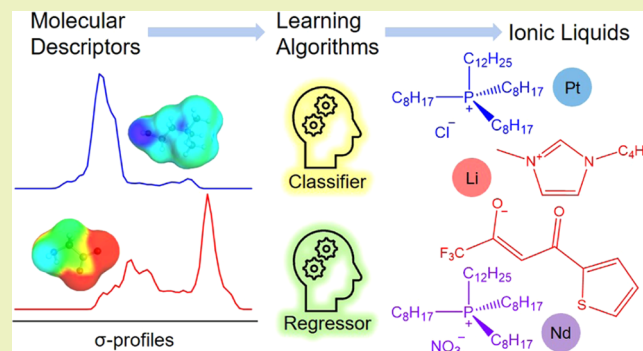 Molecular
Descriptors
Learning
Algorithms
Ionic Liquids
σ-profiles
Classifier
Regressor
C₁₂H₂₅
C₈H₁₇
P
+
C₈H₁₇
C₈H₁₇
Cl⁻
Pt
Li
N
+
N
C₄H
O⁻
O
F₃C
S
C₁₂H₂₅
C₈H₁₇
P
+
C₈H₁₇
C₈H₁₇
NO₃⁻
Nd